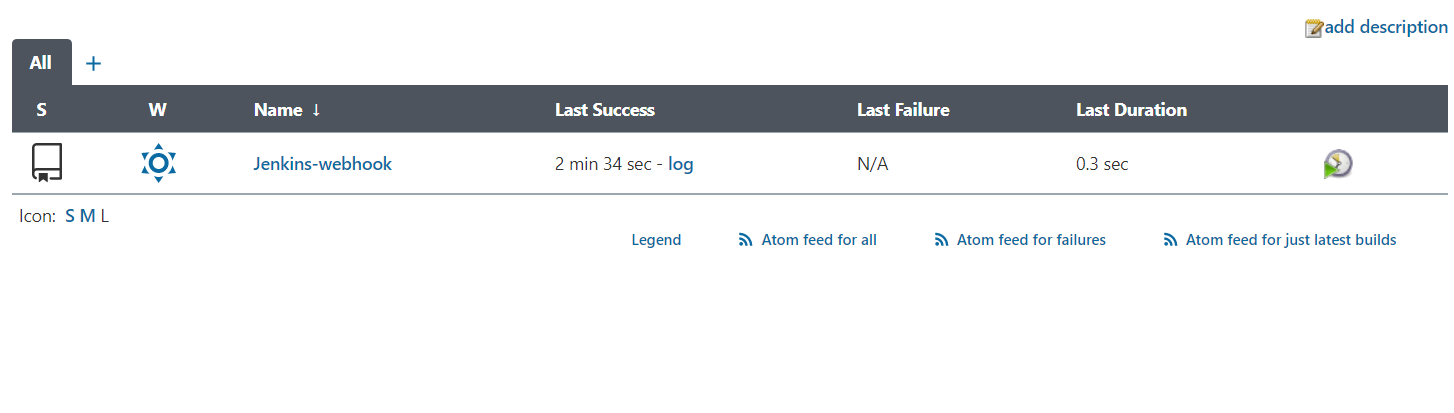 add description
All +
S W Name ↓ Last Success Last Failure Last Duration
Jenkins-webhook 2 min 34 sec - log N/A 0.3 sec
Icon: S M L
Legend Atom feed for all Atom feed for failures Atom feed for just latest builds